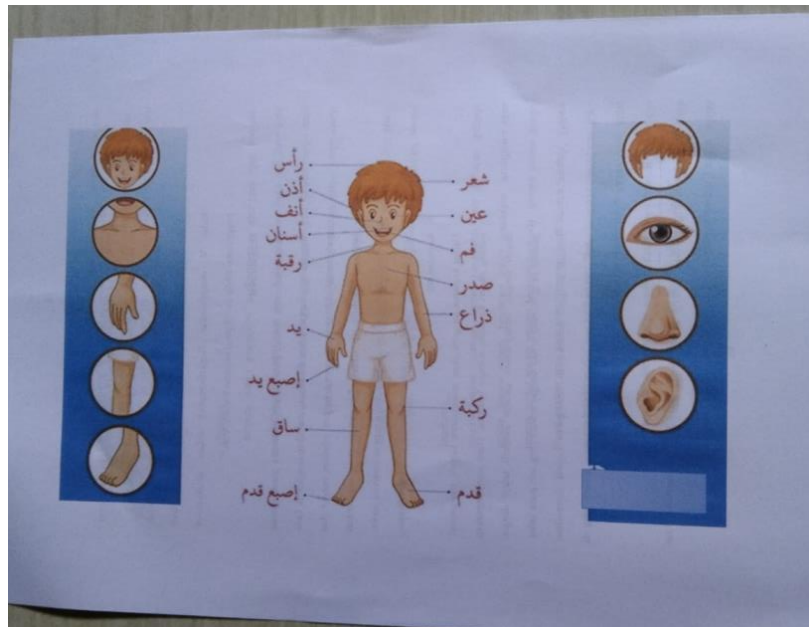 رأس
أذن
أنف
أسنان
رقبة
يد
إصبع يد
ساق
إصبع قدم
شعر
عين
فم
صدر
ذراع
ركبة
قدم